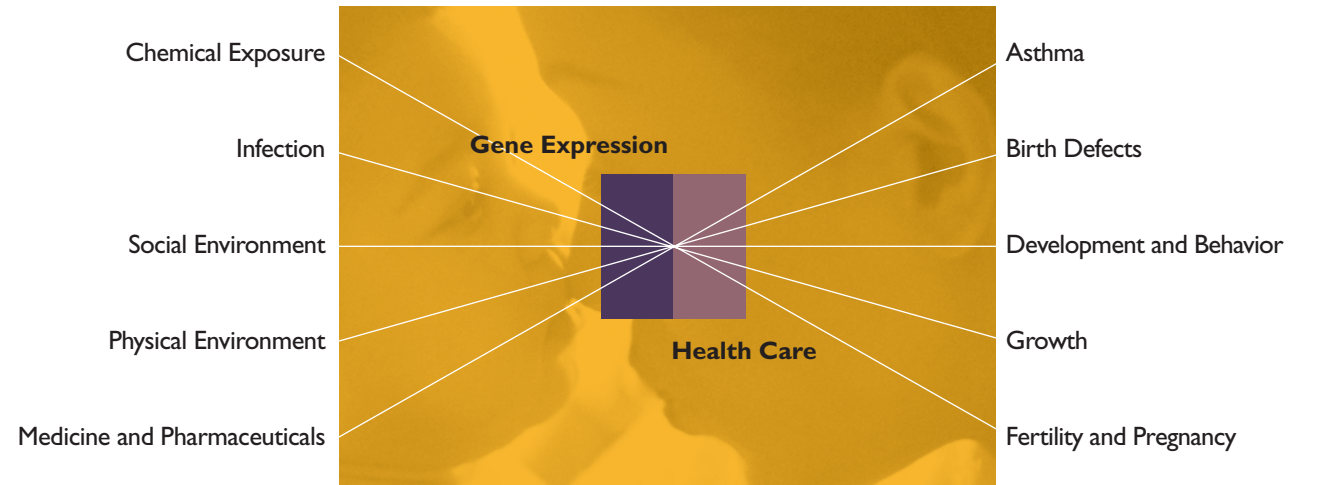 Chemical Exposure
Infection
Social Environment
Physical Environment
Medicine and Pharmaceuticals
Gene Expression
Health Care
Asthma
Birth Defects
Development and Behavior
Growth
Fertility and Pregnancy